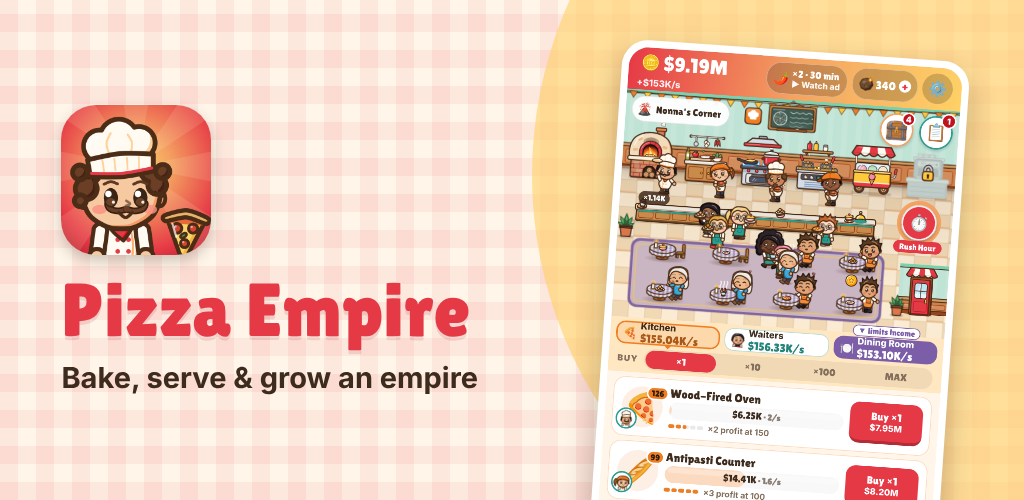 Pizza Empire
Bake, serve & grow an empire
$9.19M
+$153K/s
×2 · 30 min
▶ Watch ad
340 +
Nonna's Corner
4
1
×1.14K
Rush Hour
▼ limits Income
Kitchen
$155.04K/s
Waiters
$156.33K/s
Dining Room
$153.10K/s
BUY
×1
×10
×100
MAX
126
Wood-Fired Oven
$6.25K · 2/s
×2 profit at 150
Buy ×1
$7.95M
99
Antipasti Counter
$14.41K · 1.6/s
×3 profit at 100
Buy ×1
$8.20M